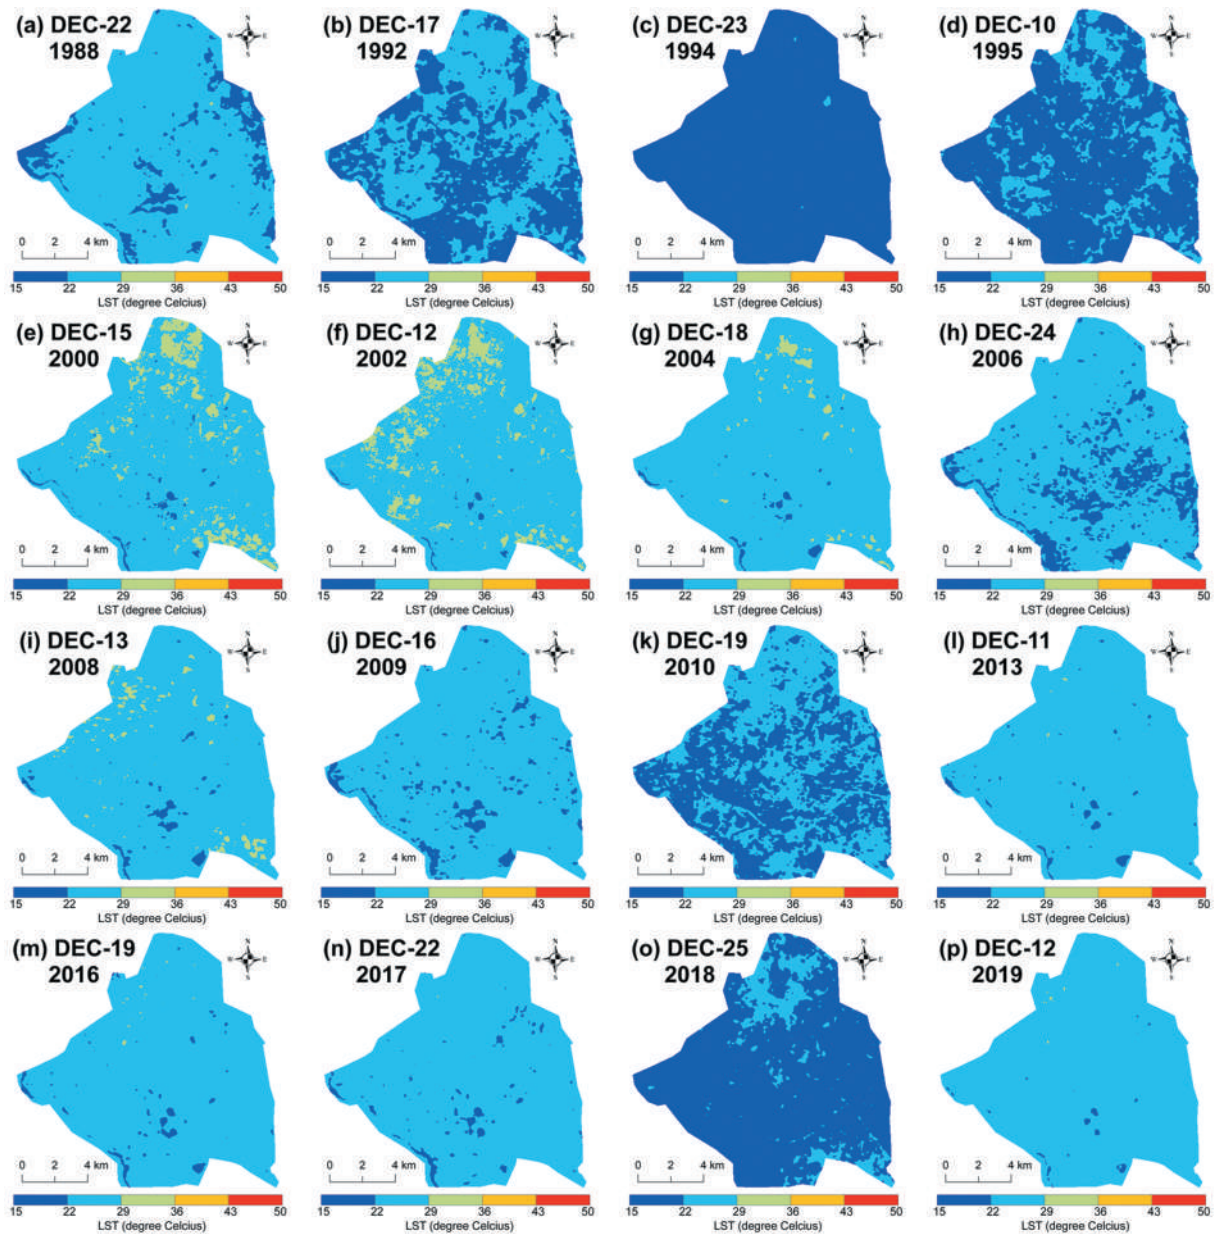 (a) DEC-22
1988
N
W E
S
0 2 4 km
15 22 29 36 43 50
LST (degree Celcius)
(b) DEC-17
1992
N
W E
S
0 2 4 km
15 22 29 36 43 50
LST (degree Celcius)
(c) DEC-23
1994
N
W E
S
0 2 4 km
15 22 29 36 43 50
LST (degree Celcius)
(d) DEC-10
1995
N
W E
S
0 2 4 km
15 22 29 36 43 50
LST (degree Celcius)
(e) DEC-15
2000
N
W E
S
0 2 4 km
15 22 29 36 43 50
LST (degree Celcius)
(f) DEC-12
2002
N
W E
S
0 2 4 km
15 22 29 36 43 50
LST (degree Celcius)
(g) DEC-18
2004
N
W E
S
0 2 4 km
15 22 29 36 43 50
LST (degree Celcius)
(h) DEC-24
2006
N
W E
S
0 2 4 km
15 22 29 36 43 50
LST (degree Celcius)
(i) DEC-13
2008
N
W E
S
0 2 4 km
15 22 29 36 43 50
LST (degree Celcius)
(j) DEC-16
2009
N
W E
S
0 2 4 km
15 22 29 36 43 50
LST (degree Celcius)
(k) DEC-19
2010
N
W E
S
0 2 4 km
15 22 29 36 43 50
LST (degree Celcius)
(l) DEC-11
2013
N
W E
S
0 2 4 km
15 22 29 36 43 50
LST (degree Celcius)
(m) DEC-19
2016
N
W E
S
0 2 4 km
15 22 29 36 43 50
LST (degree Celcius)
(n) DEC-22
2017
N
W E
S
0 2 4 km
15 22 29 36 43 50
LST (degree Celcius)
(o) DEC-25
2018
N
W E
S
0 2 4 km
15 22 29 36 43 50
LST (degree Celcius)
(p) DEC-12
2019
N
W E
S
0 2 4 km
15 22 29 36 43 50
LST (degree Celcius)